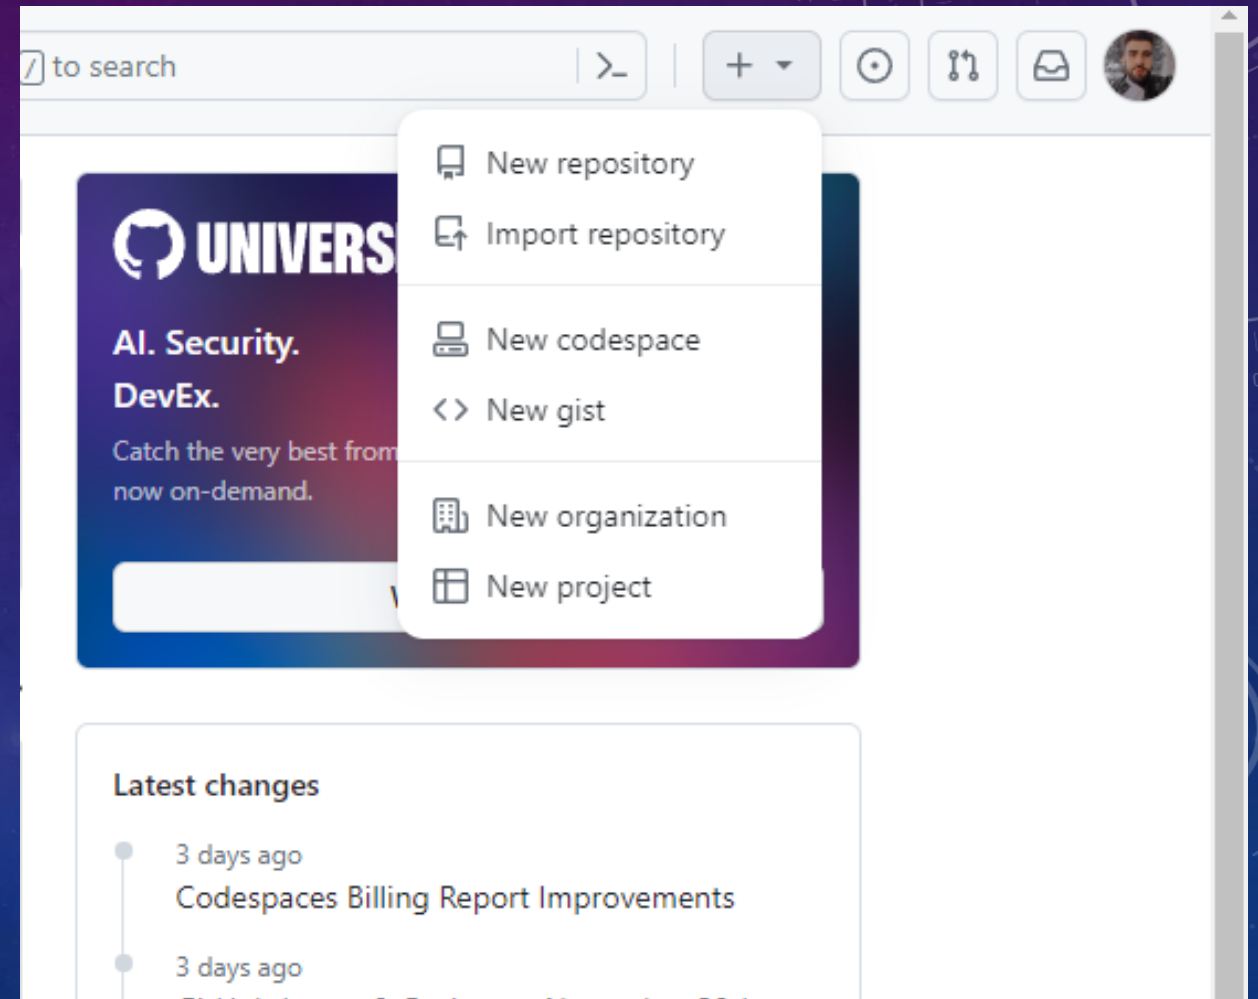 / to search
New repository
Import repository
New codespace
New gist
New organization
New project
UNIVERS
AI. Security.
DevEx.
Catch the very best from
now on-demand.
Latest changes
3 days ago
Codespaces Billing Report Improvements
3 days ago